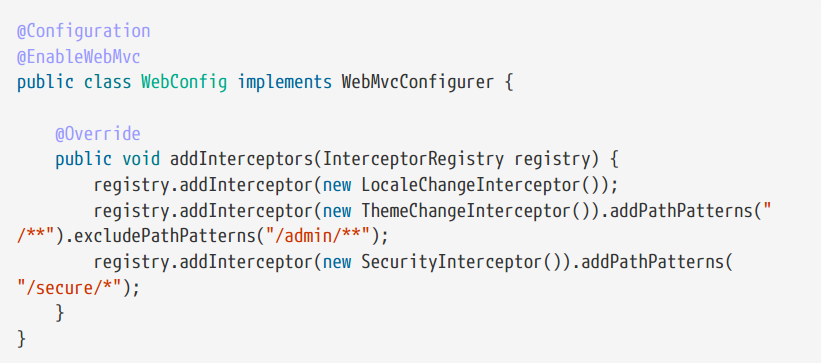 @Configuration
@EnableWebMvc
public class WebConfig implements WebMvcConfigurer {
@Override
public void addInterceptors(InterceptorRegistry registry) {
registry.addInterceptor(new LocaleChangeInterceptor());
registry.addInterceptor(new ThemeChangeInterceptor()).addPathPatterns("
/**").excludePathPatterns("/admin/**");
registry.addInterceptor(new SecurityInterceptor()).addPathPatterns(
"/secure/*");
}
}